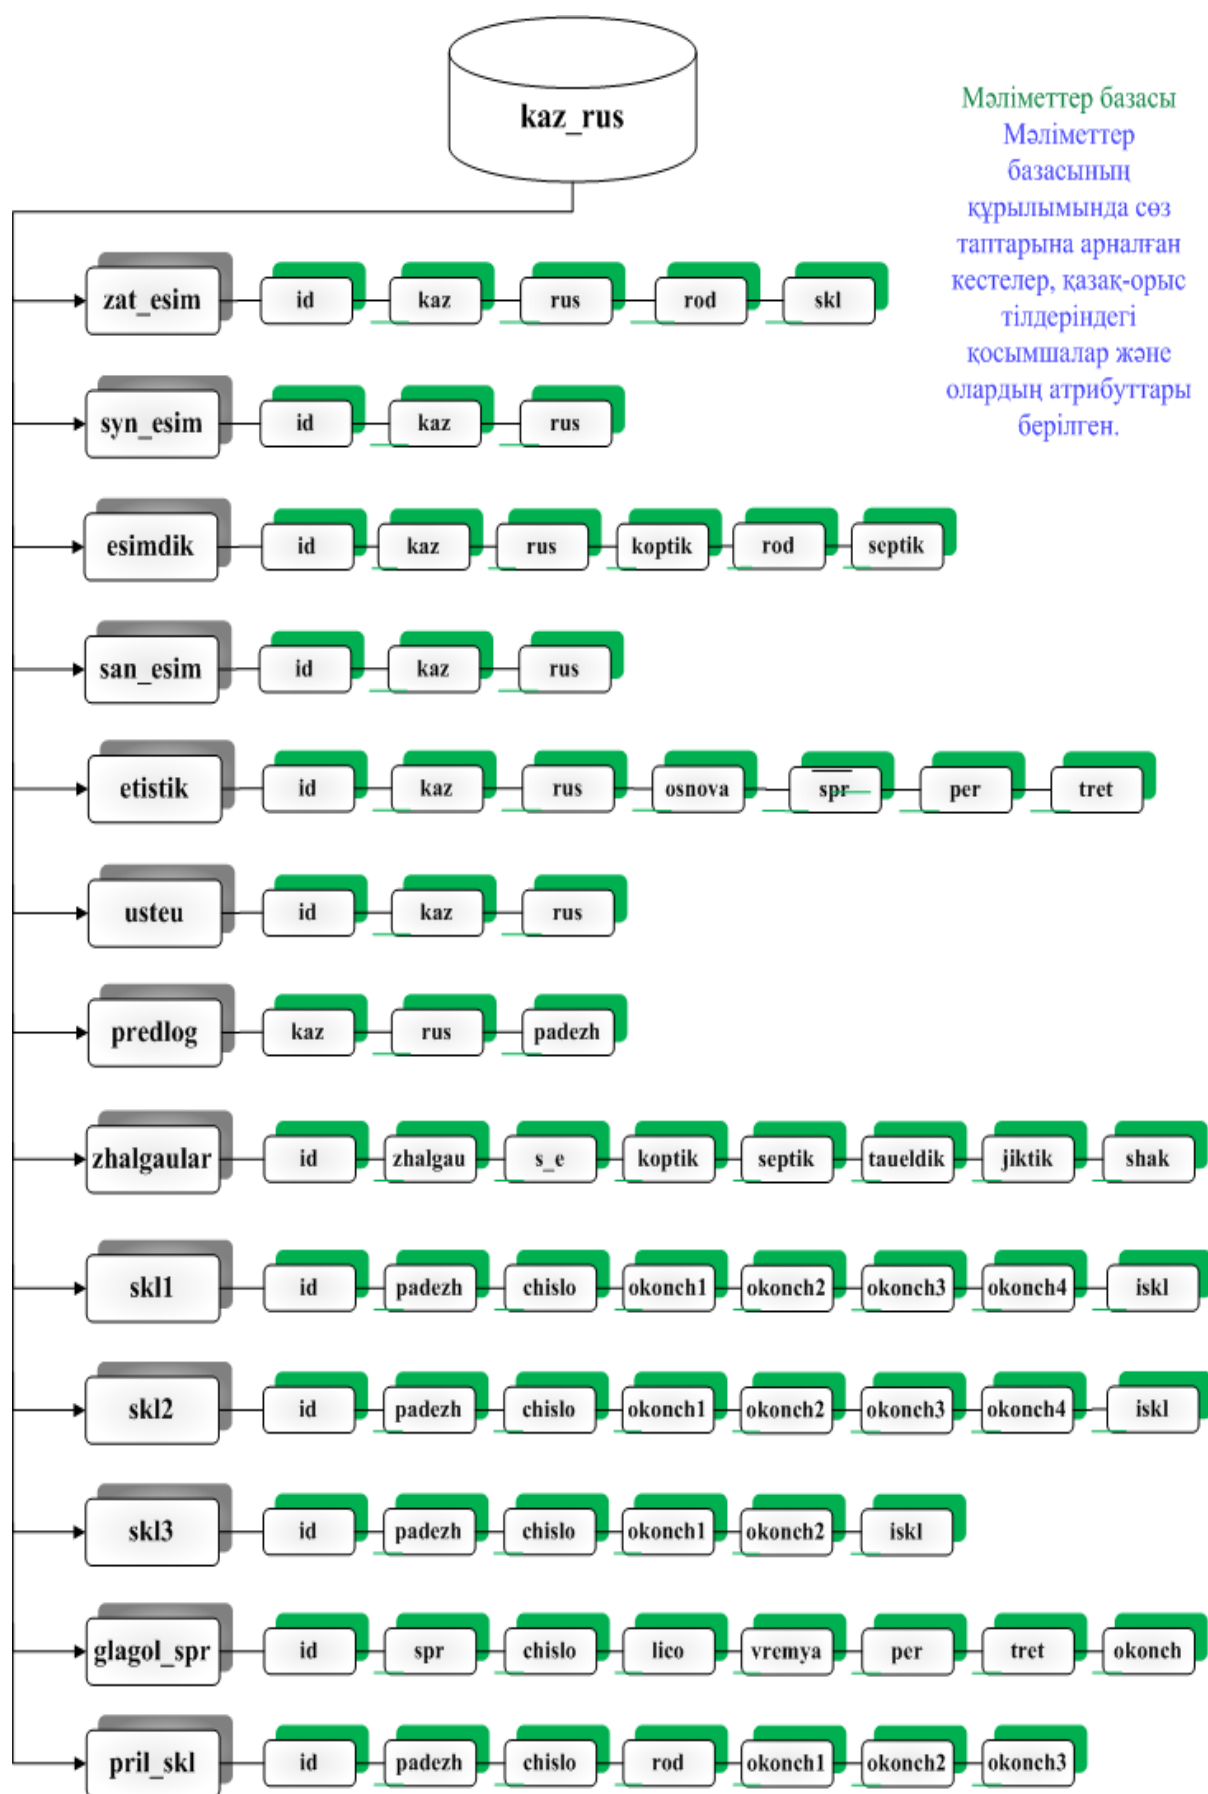 kaz_rus
Мәліметтер базасы
Мәліметтер
базасының
құрылымында сөз
таптарына арналған
кестелер, қазақ-орыс
тілдеріндегі
қосымшалар және
олардың атрибуттары
берілген.
zat_esim id kaz rus rod skl
syn_esim id kaz rus
esimdik id kaz rus koptik rod septik
san_esim id kaz rus
etistik id kaz rus osnova spr per tret
usteu id kaz rus
predlog kaz rus padezh
zhalgaular id zhalgau s_e koptik septik taueldik jiktik shak
skl1 id padezh chislo okonch1 okonch2 okonch3 okonch4 iskl
skl2 id padezh chislo okonch1 okonch2 okonch3 okonch4 iskl
skl3 id padezh chislo okonch1 okonch2 iskl
glagol_spr id spr chislo lico vremya per tret okonch
pril_skl id padezh chislo rod okonch1 okonch2 okonch3